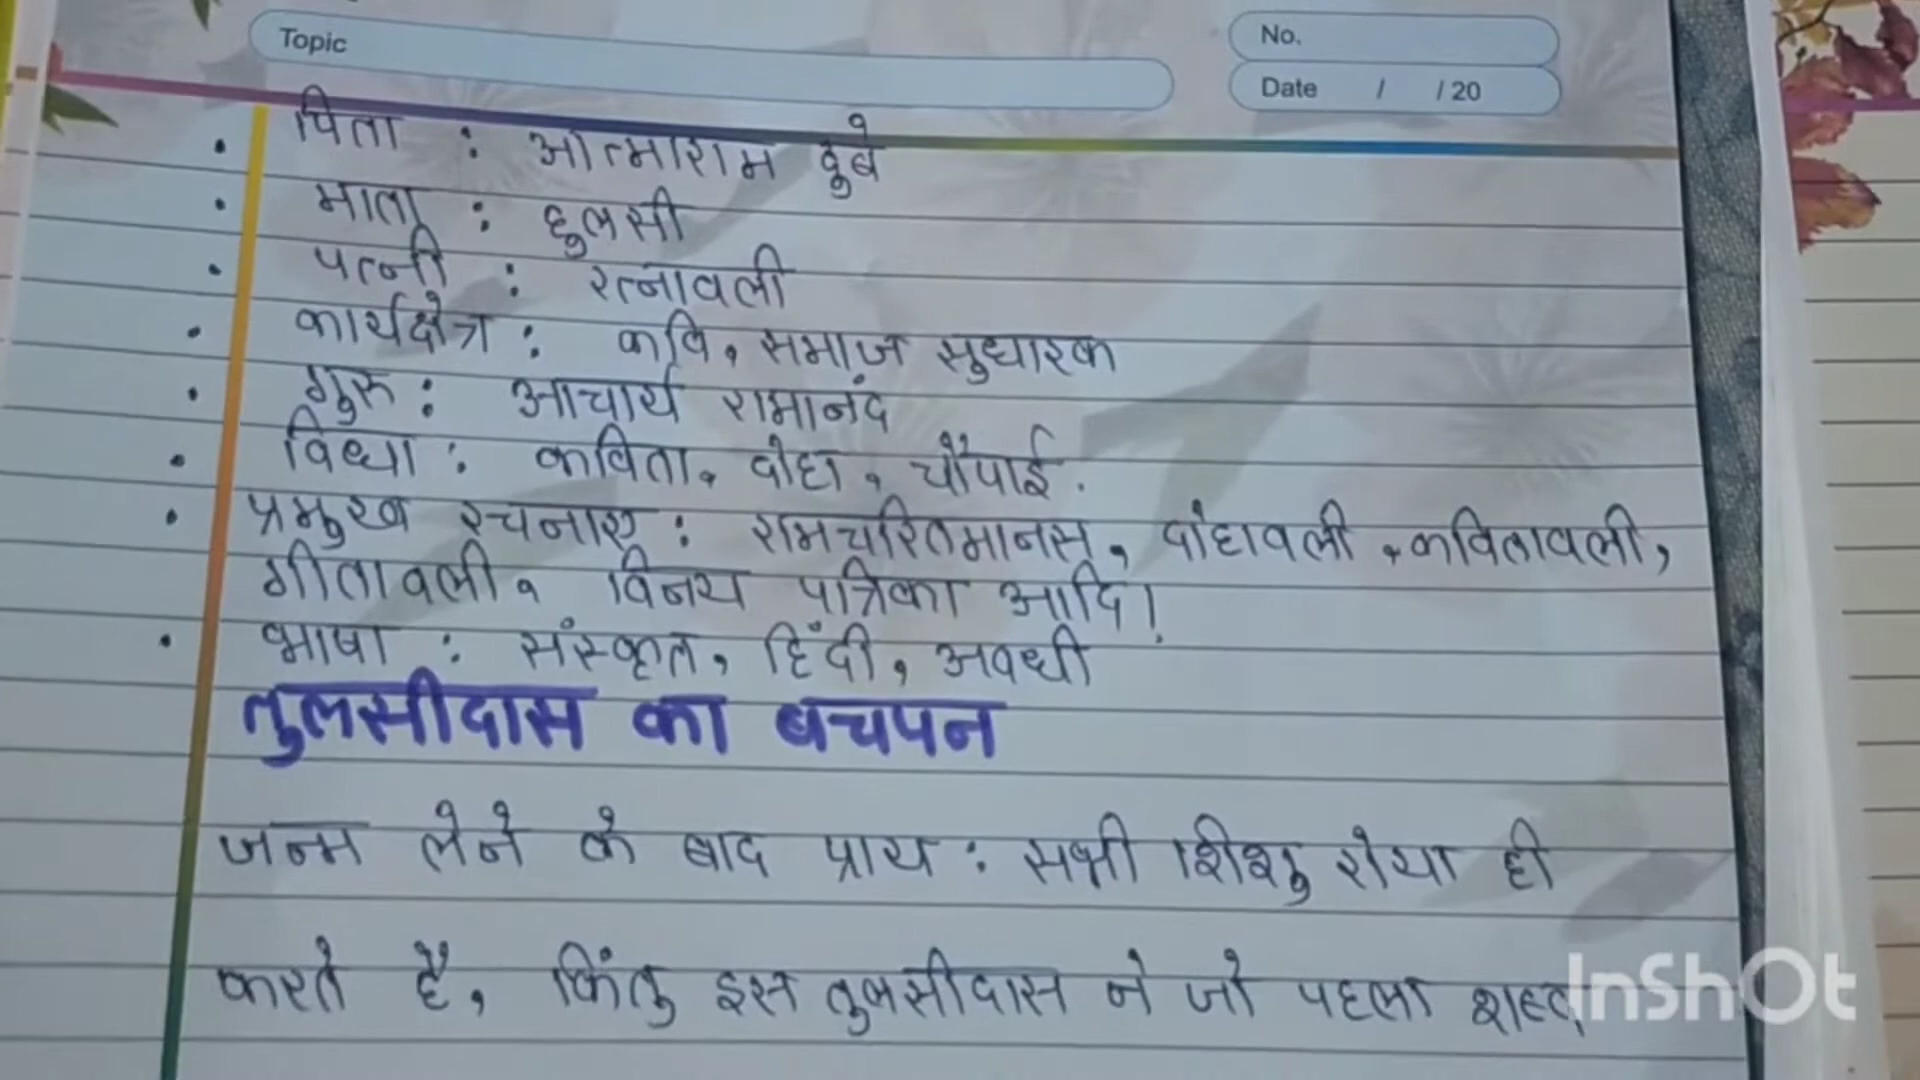 Topic
No.
Date / / 20
पिता : आत्माराम दुबे
माता : हुलसी
पत्नी : रत्नावली
कार्यक्षेत्र : कवि, समाज सुधारक
गुरु : आचार्य रामानंद
विधा : कविता, दोहा, चौपाई.
प्रमुख रचनाएँ : रामचरितमानस, दोहावली, कवितावली,
गीतावली, विनय पत्रिका आदि!
भाषा : संस्कृत, हिंदी, अवधी
तुलसीदास का बचपन
जन्म लेने के बाद प्राय: सभी शिशु रोया ही
करते है, किंतु इस तुलसीदास ने जो पहला शब्द
InShOt